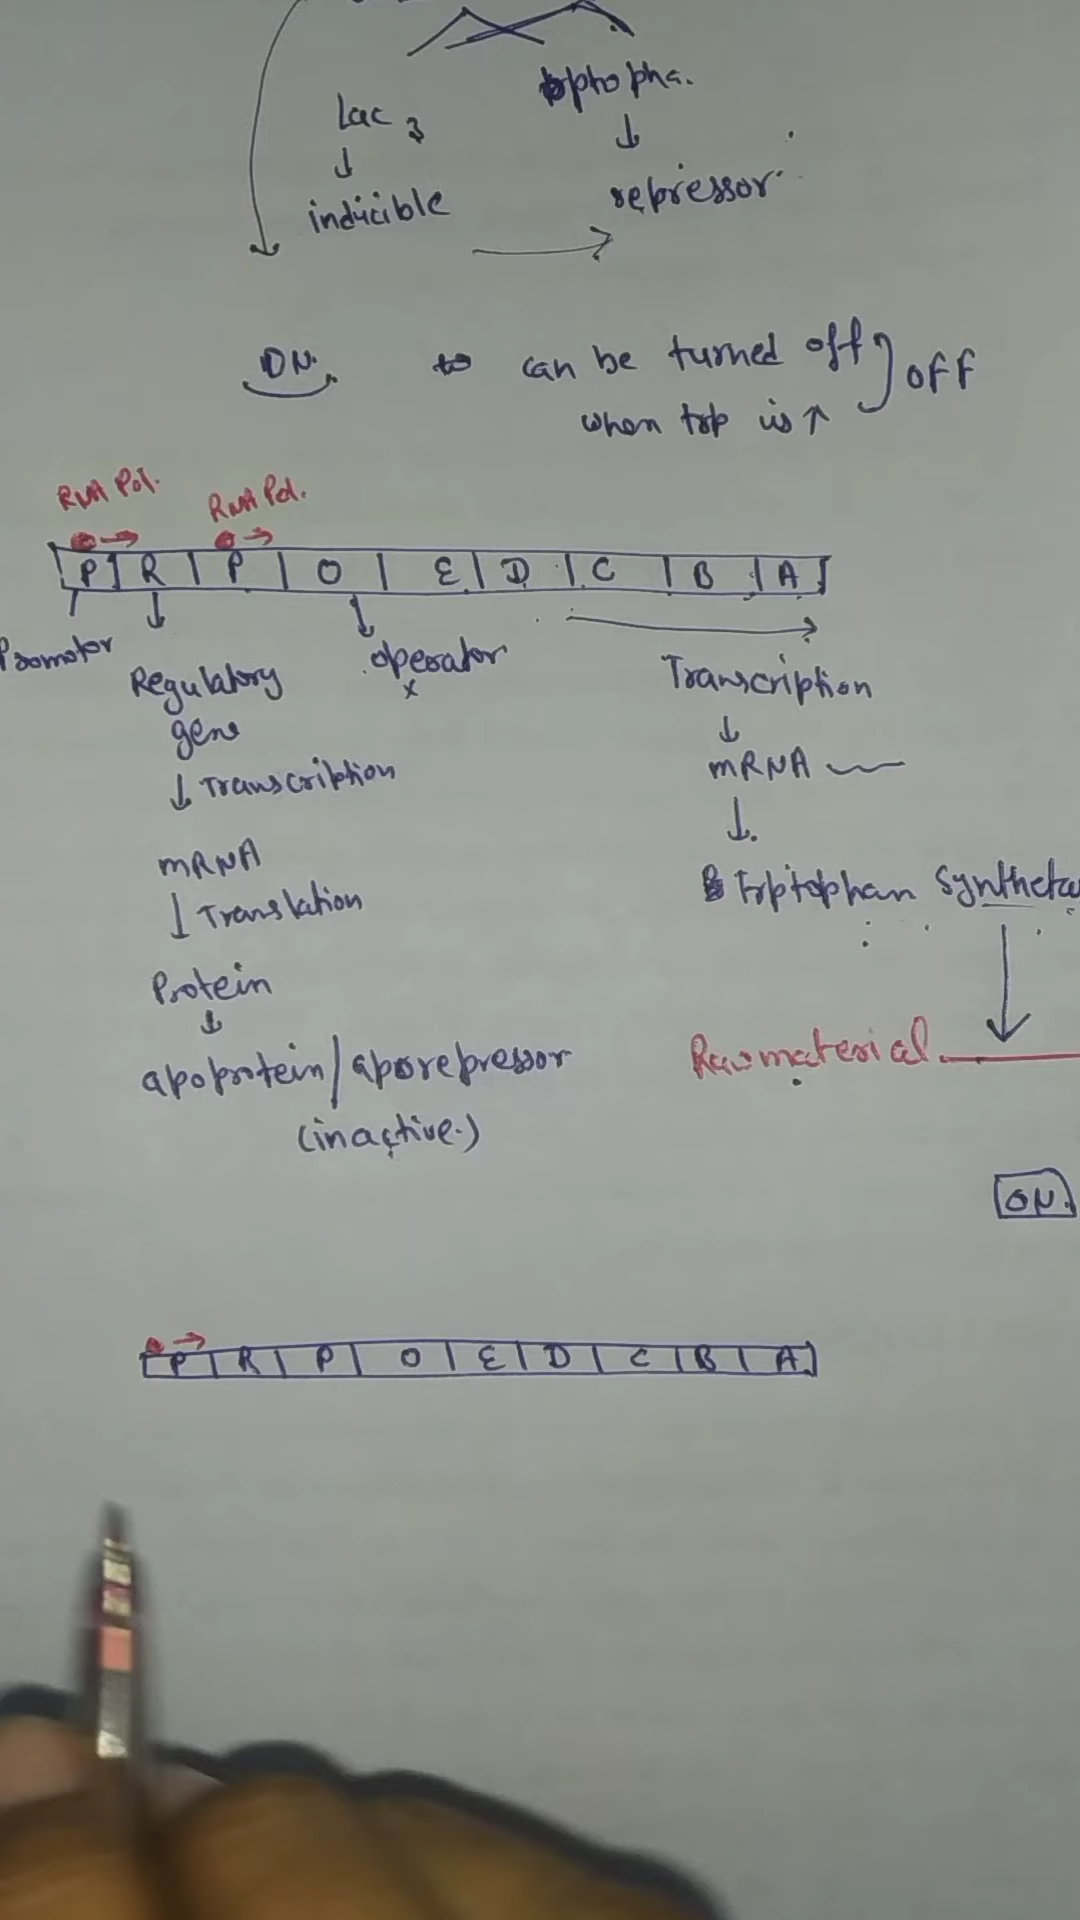 Lac
↓
inducible
repressor
→
ON.
can be turned off } OFF
when trp is ↑
RNA Pol. RNA Pol.
P | R | P | O | E | D | C | B | A
Promotor
Regulatory
gene
operator
x
Transcription
↓
mRNA
↓
Trptophan
↓ Transcription
mRNA
↓ Translation
Protein
↓
apoprotein/aporepressor
(inactive.)
Raw material
ON.
P | R | P | O | E | D | C | B | A